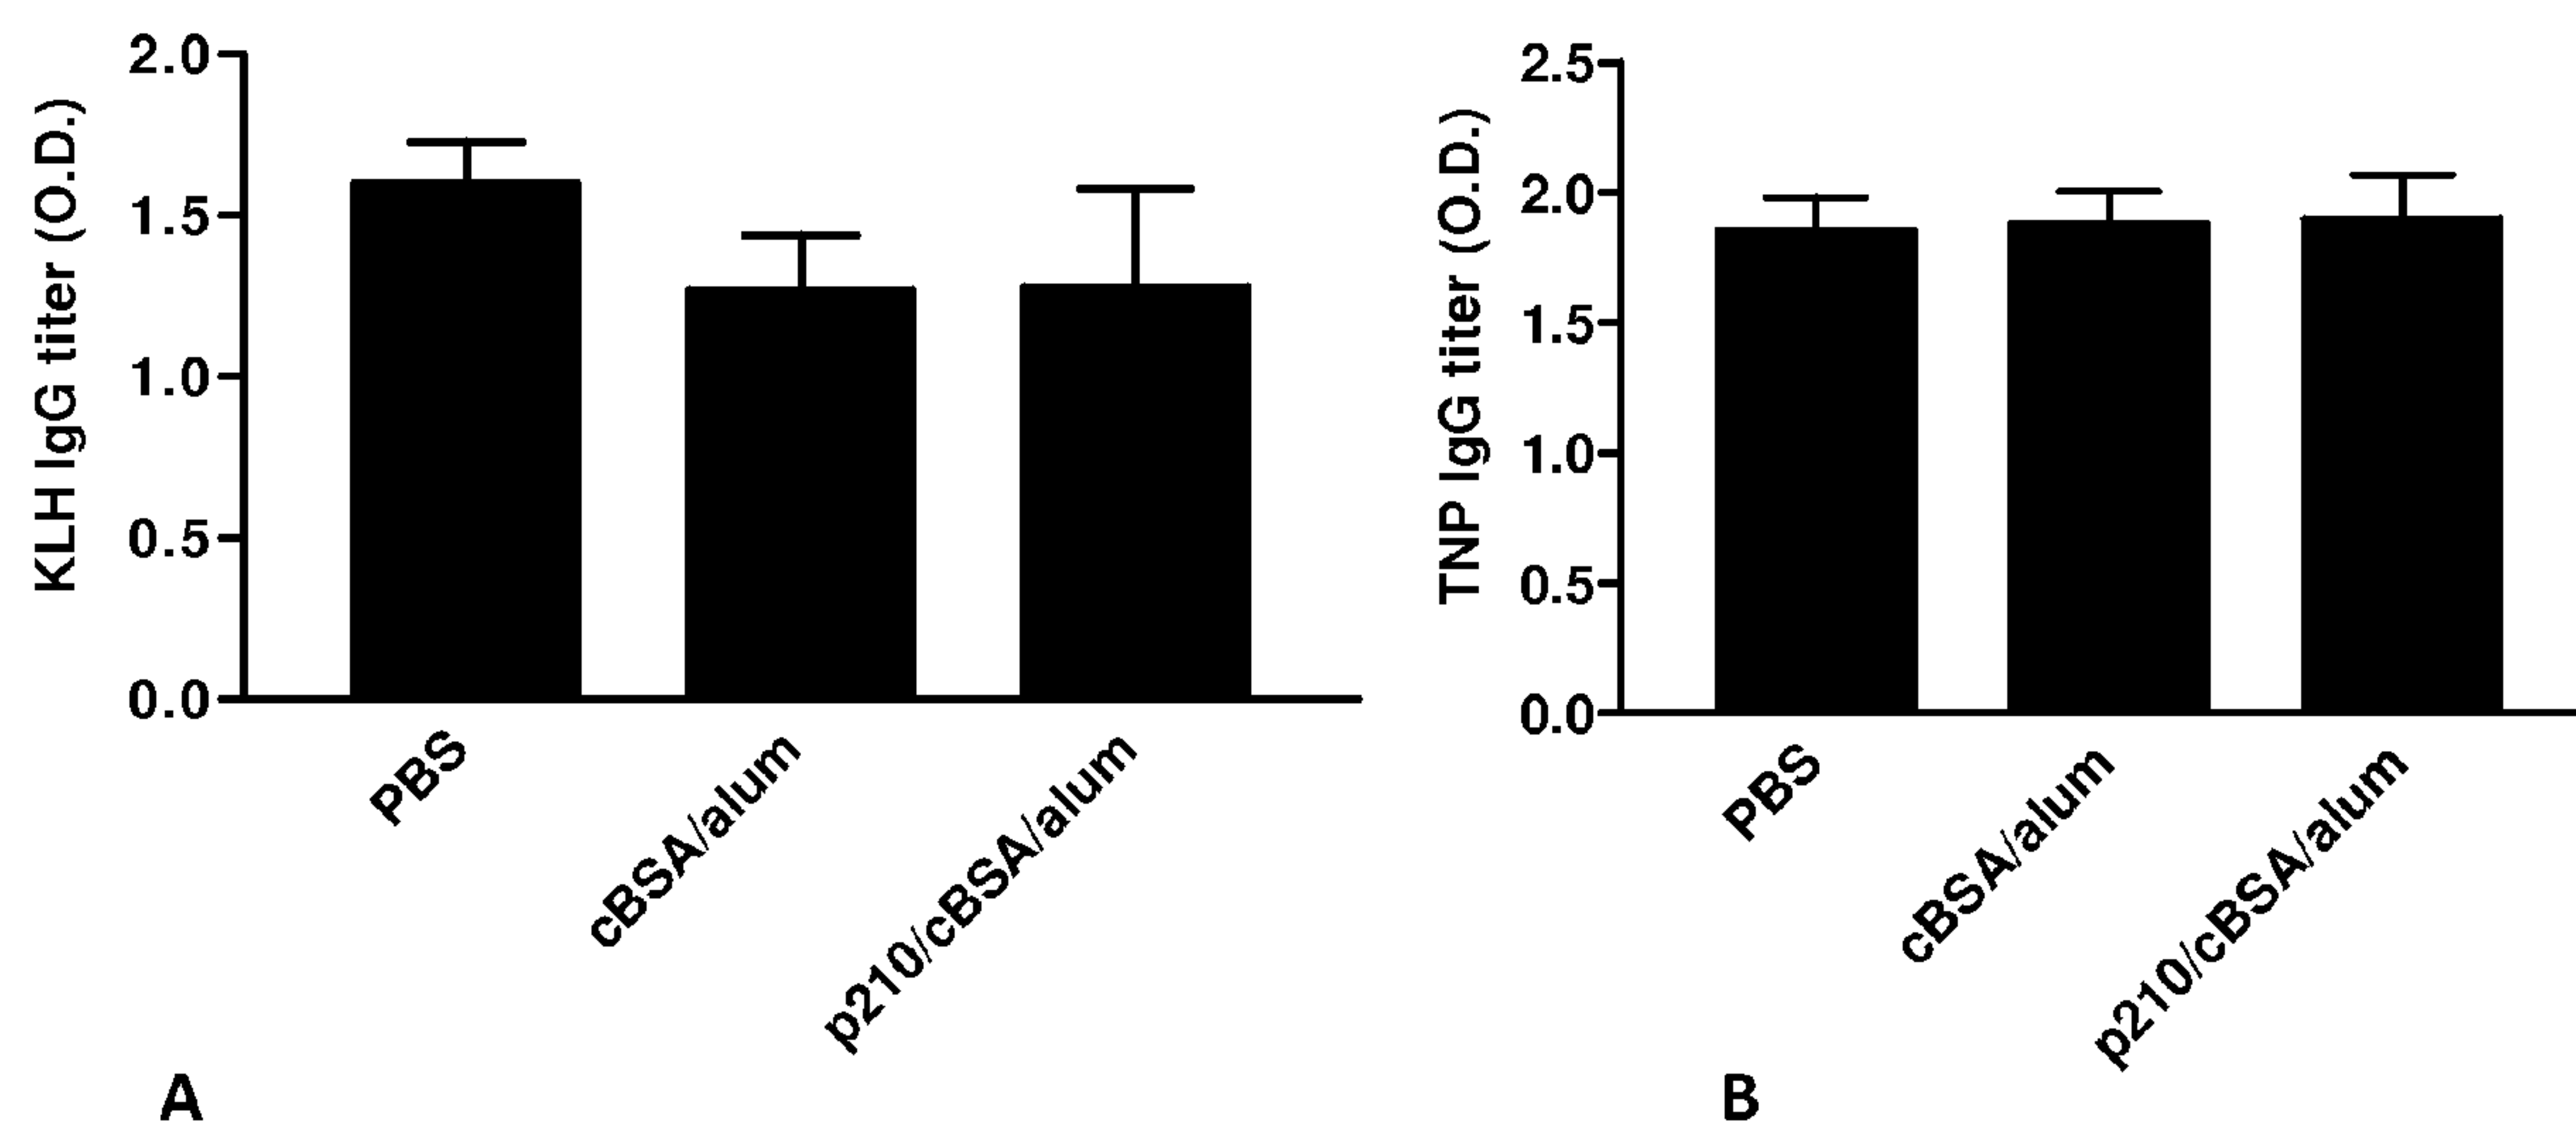 KLH IgG titer (O.D.)
2.0
1.5
1.0
0.5
0.0
PBS
cBSA/alum
p210/cBSA/alum
A
TNP IgG titer (O.D.)
2.5
2.0
1.5
1.0
0.5
0.0
PBS
cBSA/alum
p210/cBSA/alum
B